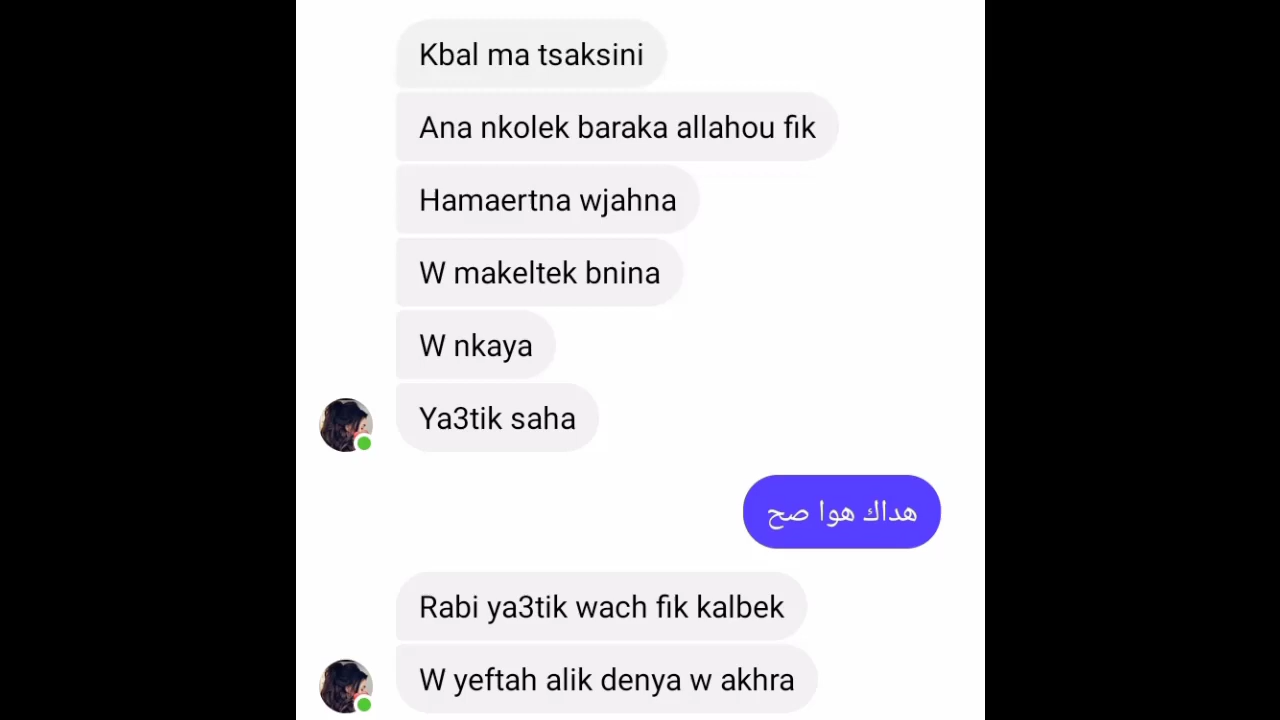 Kbal ma tsaksini
Ana nkolek baraka allahou fik
Hamaertna wjahna
W makeltek bnina
W nkaya
Ya3tik saha
هداك هوا صح
Rabi ya3tik wach fik kalbek
W yeftah alik denya w akhra